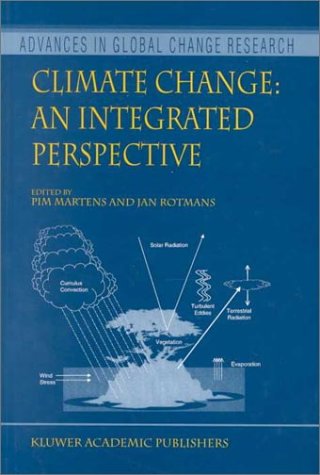 ADVANCES IN GLOBAL CHANGE RESEARCH
CLIMATE CHANGE:
AN INTEGRATED
PERSPECTIVE
EDITED BY
PIM MARTENS AND JAN ROTMANS
Solar Radiation
Cumulus
Convection
Turbulent
Eddies
Terrestrial
Radiation
Vegetation
Evaporation
Wind
Stress
KLUWER ACADEMIC PUBLISHERS